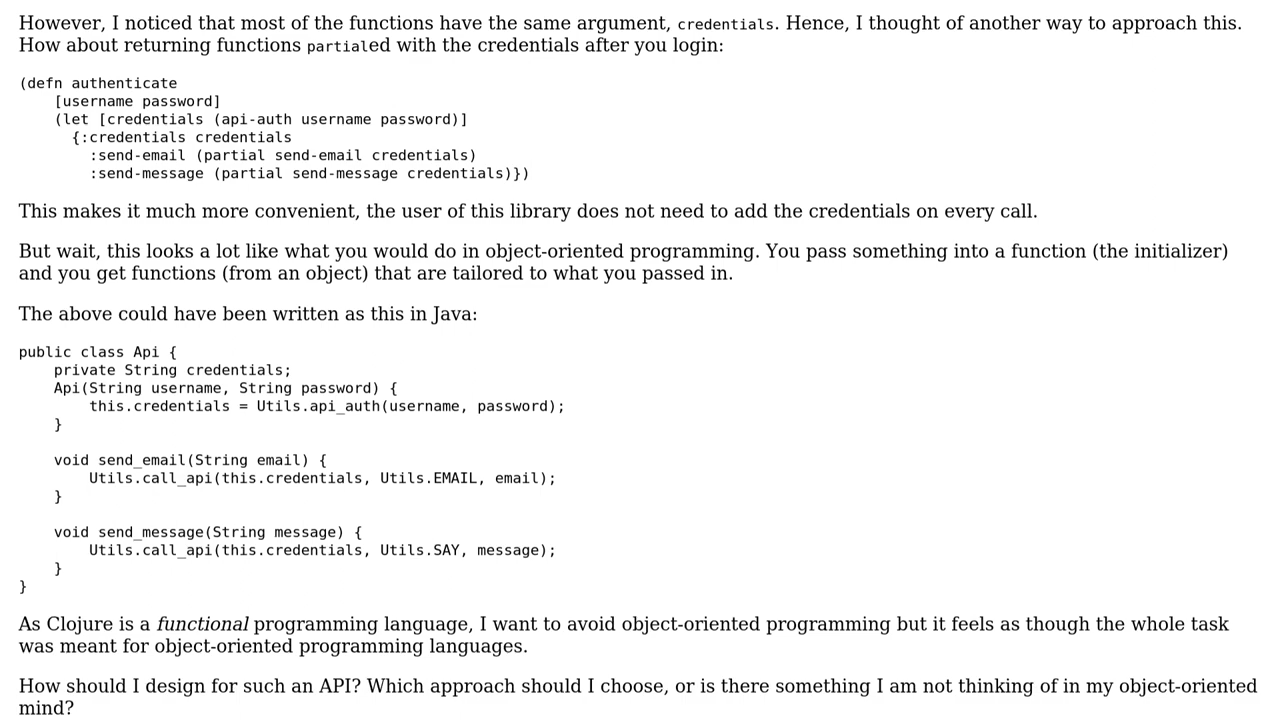 However, I noticed that most of the functions have the same argument, credentials. Hence, I thought of another way to approach this.
How about returning functions partialed with the credentials after you login:
(defn authenticate
    [username password]
    (let [credentials (api-auth username password)]
      {:credentials credentials
        :send-email (partial send-email credentials)
        :send-message (partial send-message credentials)})
This makes it much more convenient, the user of this library does not need to add the credentials on every call.
But wait, this looks a lot like what you would do in object-oriented programming. You pass something into a function (the initializer)
and you get functions (from an object) that are tailored to what you passed in.
The above could have been written as this in Java:
public class Api {
    private String credentials;
    Api(String username, String password) {
        this.credentials = Utils.api_auth(username, password);
    }
    void send_email(String email) {
        Utils.call_api(this.credentials, Utils.EMAIL, email);
    }
    void send_message(String message) {
        Utils.call_api(this.credentials, Utils.SAY, message);
    }
}
As Clojure is a functional programming language, I want to avoid object-oriented programming but it feels as though the whole task
was meant for object-oriented programming languages.
How should I design for such an API? Which approach should I choose, or is there something I am not thinking of in my object-oriented
mind?